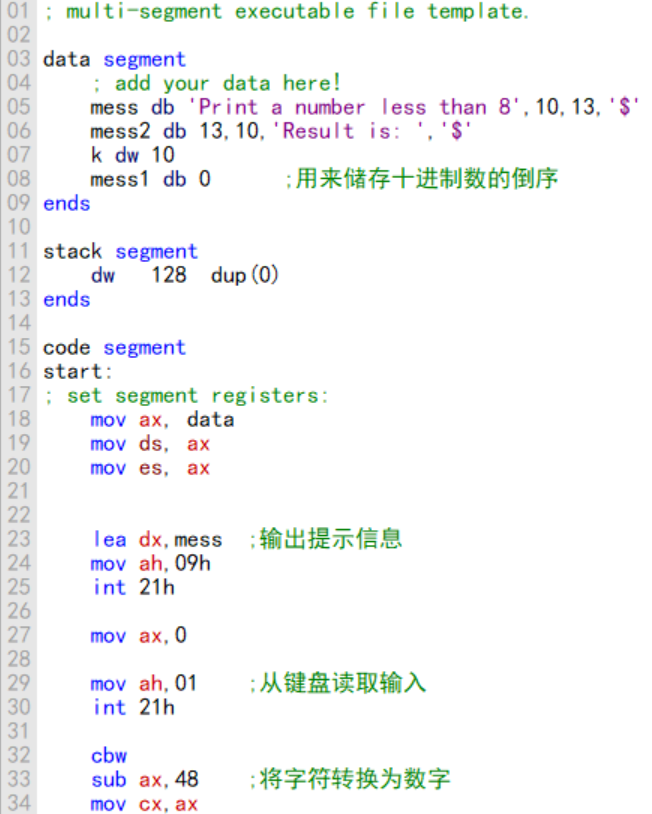 01 ; multi-segment executable file template.
02
03 data segment
04     ; add your data here!
05     mess db 'Print a number less than 8',10,13,'$'
06     mess2 db 13,10,'Result is: ','$'
07     k dw 10
08     mess1 db 0      ;用来储存十进制数的倒序
09 ends
10
11 stack segment
12     dw   128  dup(0)
13 ends
14
15 code segment
16 start:
17 ; set segment registers:
18     mov ax, data
19     mov ds, ax
20     mov es, ax
21
22
23     lea dx,mess  ;输出提示信息
24     mov ah,09h
25     int 21h
26
27     mov ax,0
28
29     mov ah,01    ;从键盘读取输入
30     int 21h
31
32     cbw
33     sub ax,48    ;将字符转换为数字
34     mov cx,ax